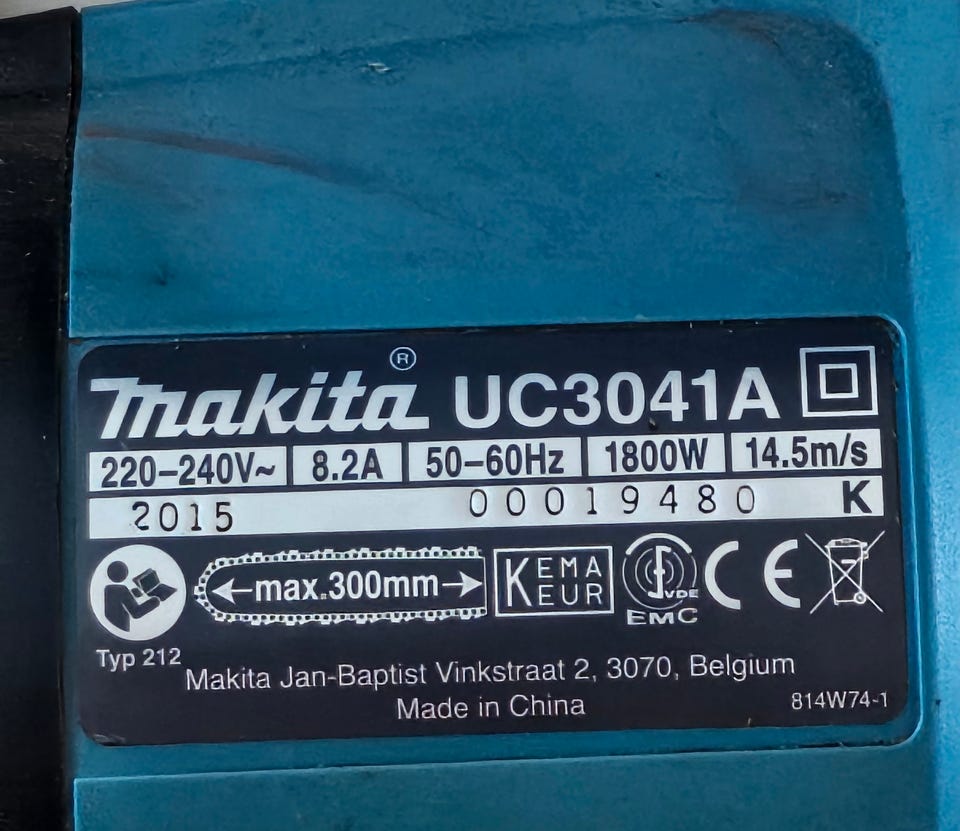 makita® UC3041A
220–240V~ 8.2A 50–60Hz 1800W 14.5m/s
2015 00019480 K
max.300mm KEMA EUR VDE EMC CE
Typ 212
Makita Jan-Baptist Vinkstraat 2, 3070, Belgium
Made in China 814W74-1